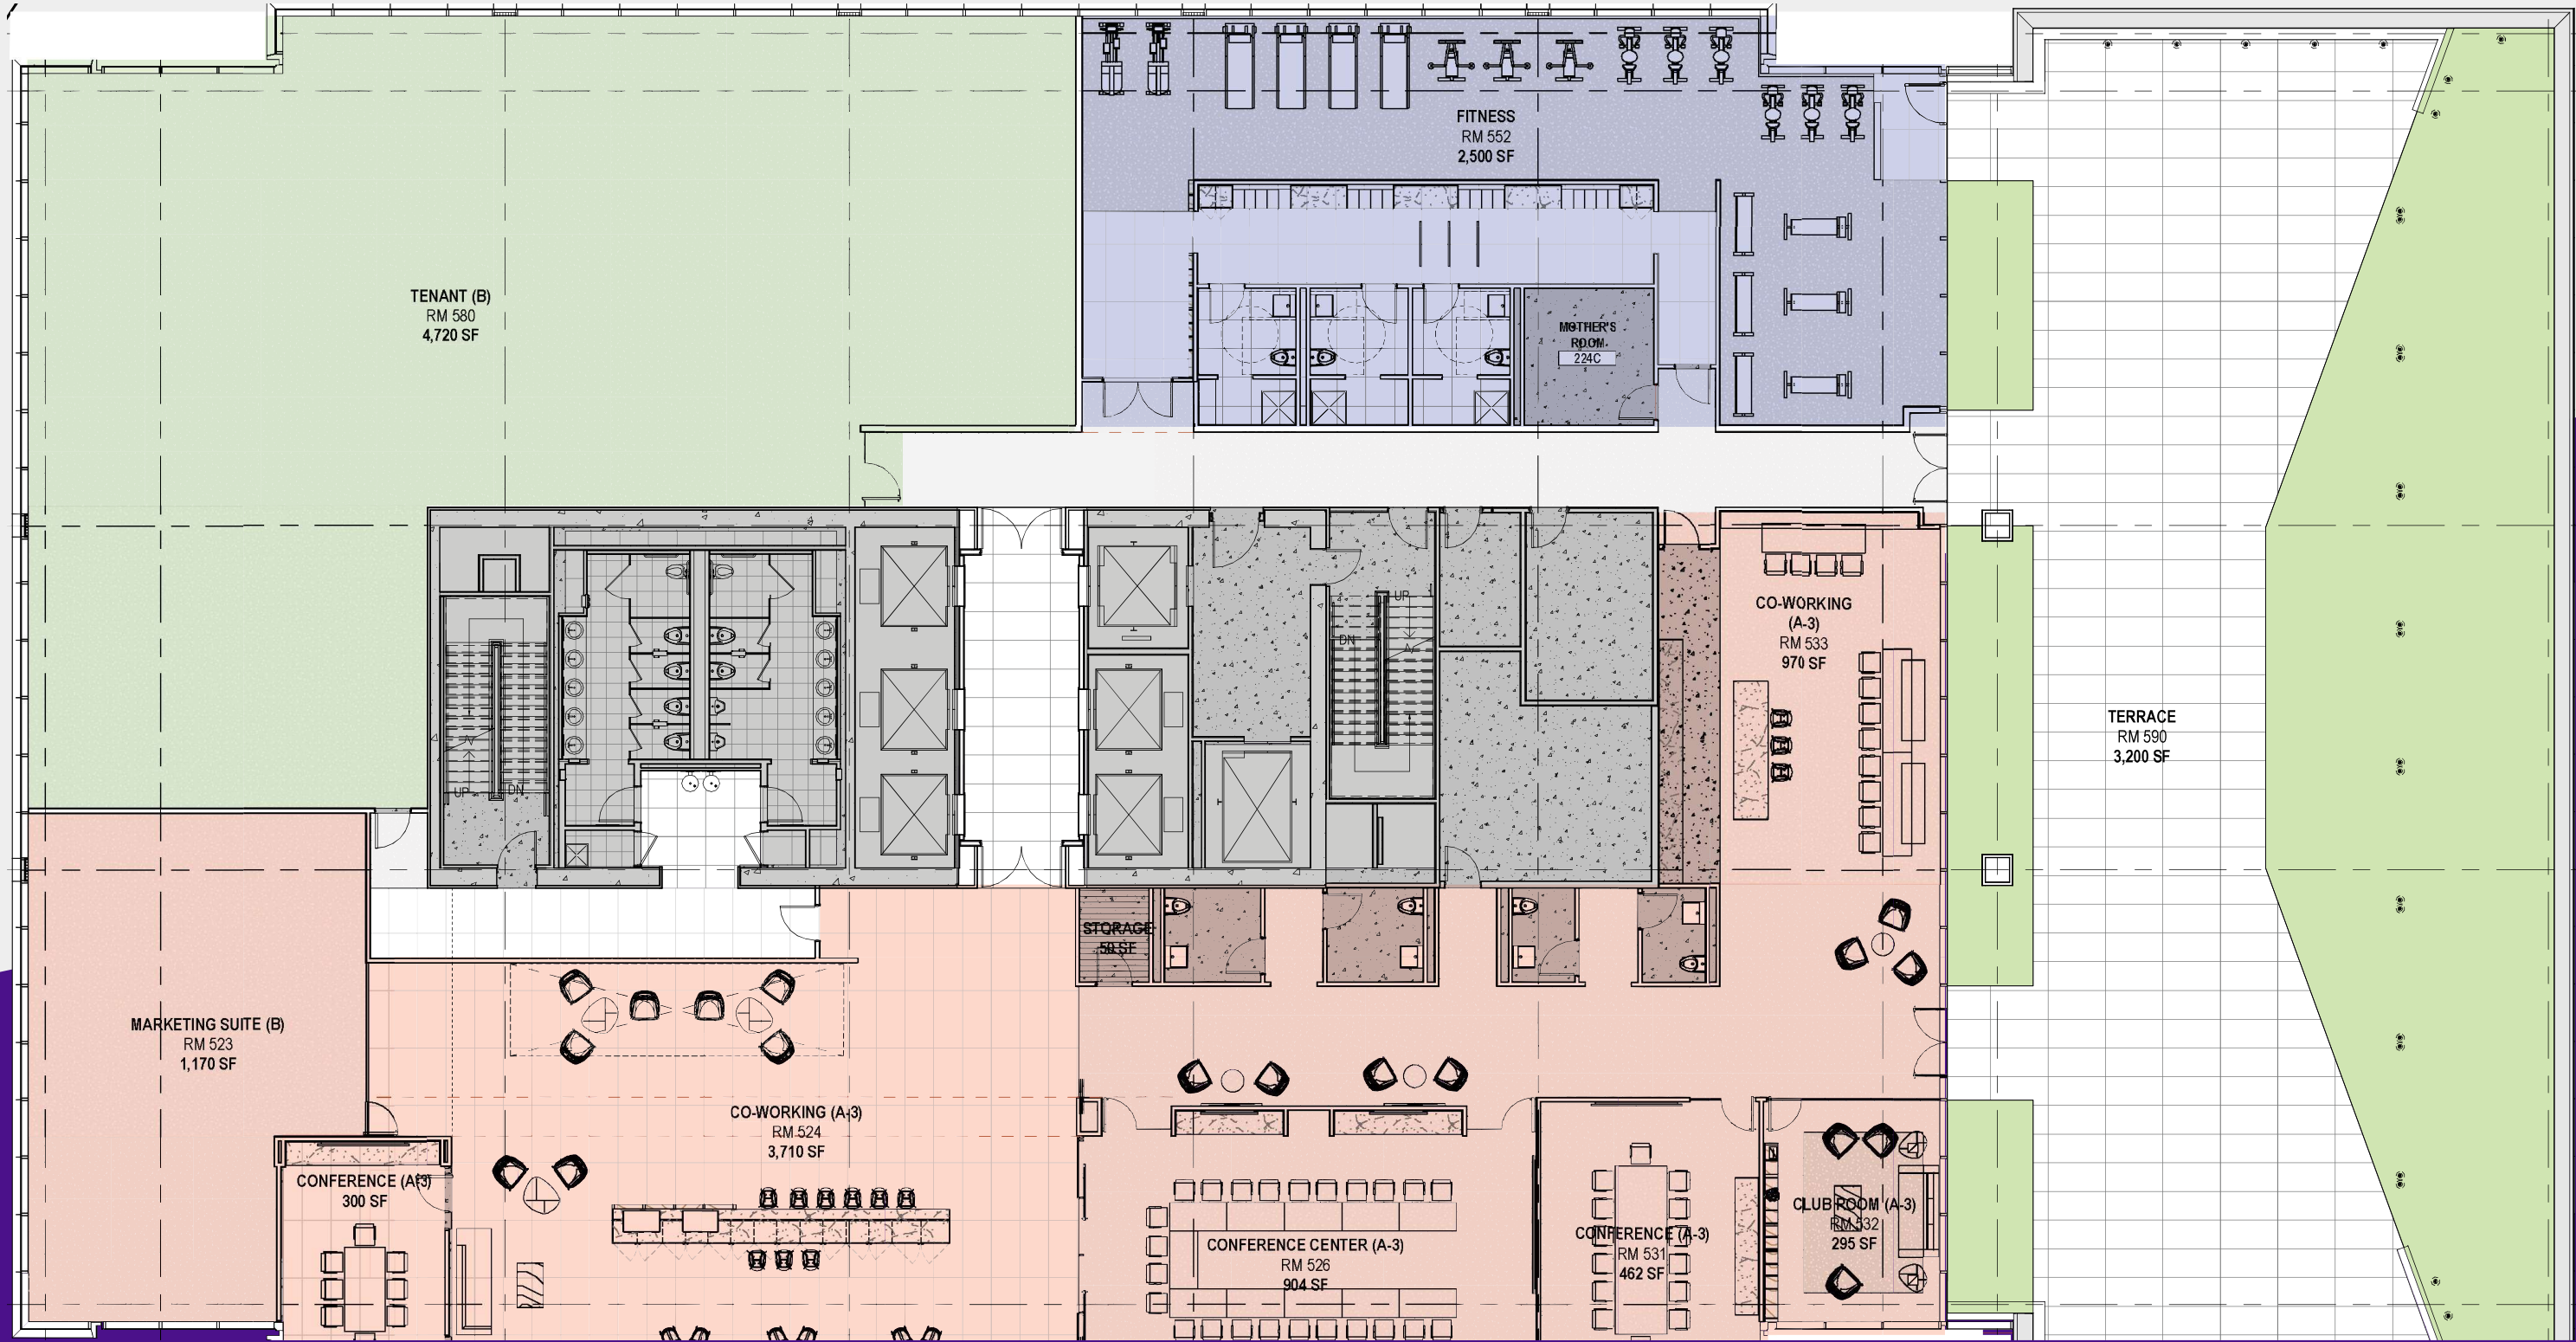 FITNESS
RM 552
2,500 SF
TENANT (B)
RM 580
4,720 SF
MOTHER'S
ROOM
224C
UP
DN
CO-WORKING
(A-3)
RM 533
970 SF
TERRACE
RM 590
3,200 SF
UP
DN
STORAGE
50 SF
MARKETING SUITE (B)
RM 523
1,170 SF
CO-WORKING (A-3)
RM 524
3,710 SF
CONFERENCE (A-3)
300 SF
CONFERENCE CENTER (A-3)
RM 526
904 SF
CONFERENCE (A-3)
RM 531
462 SF
CLUB ROOM (A-3)
RM 532
295 SF